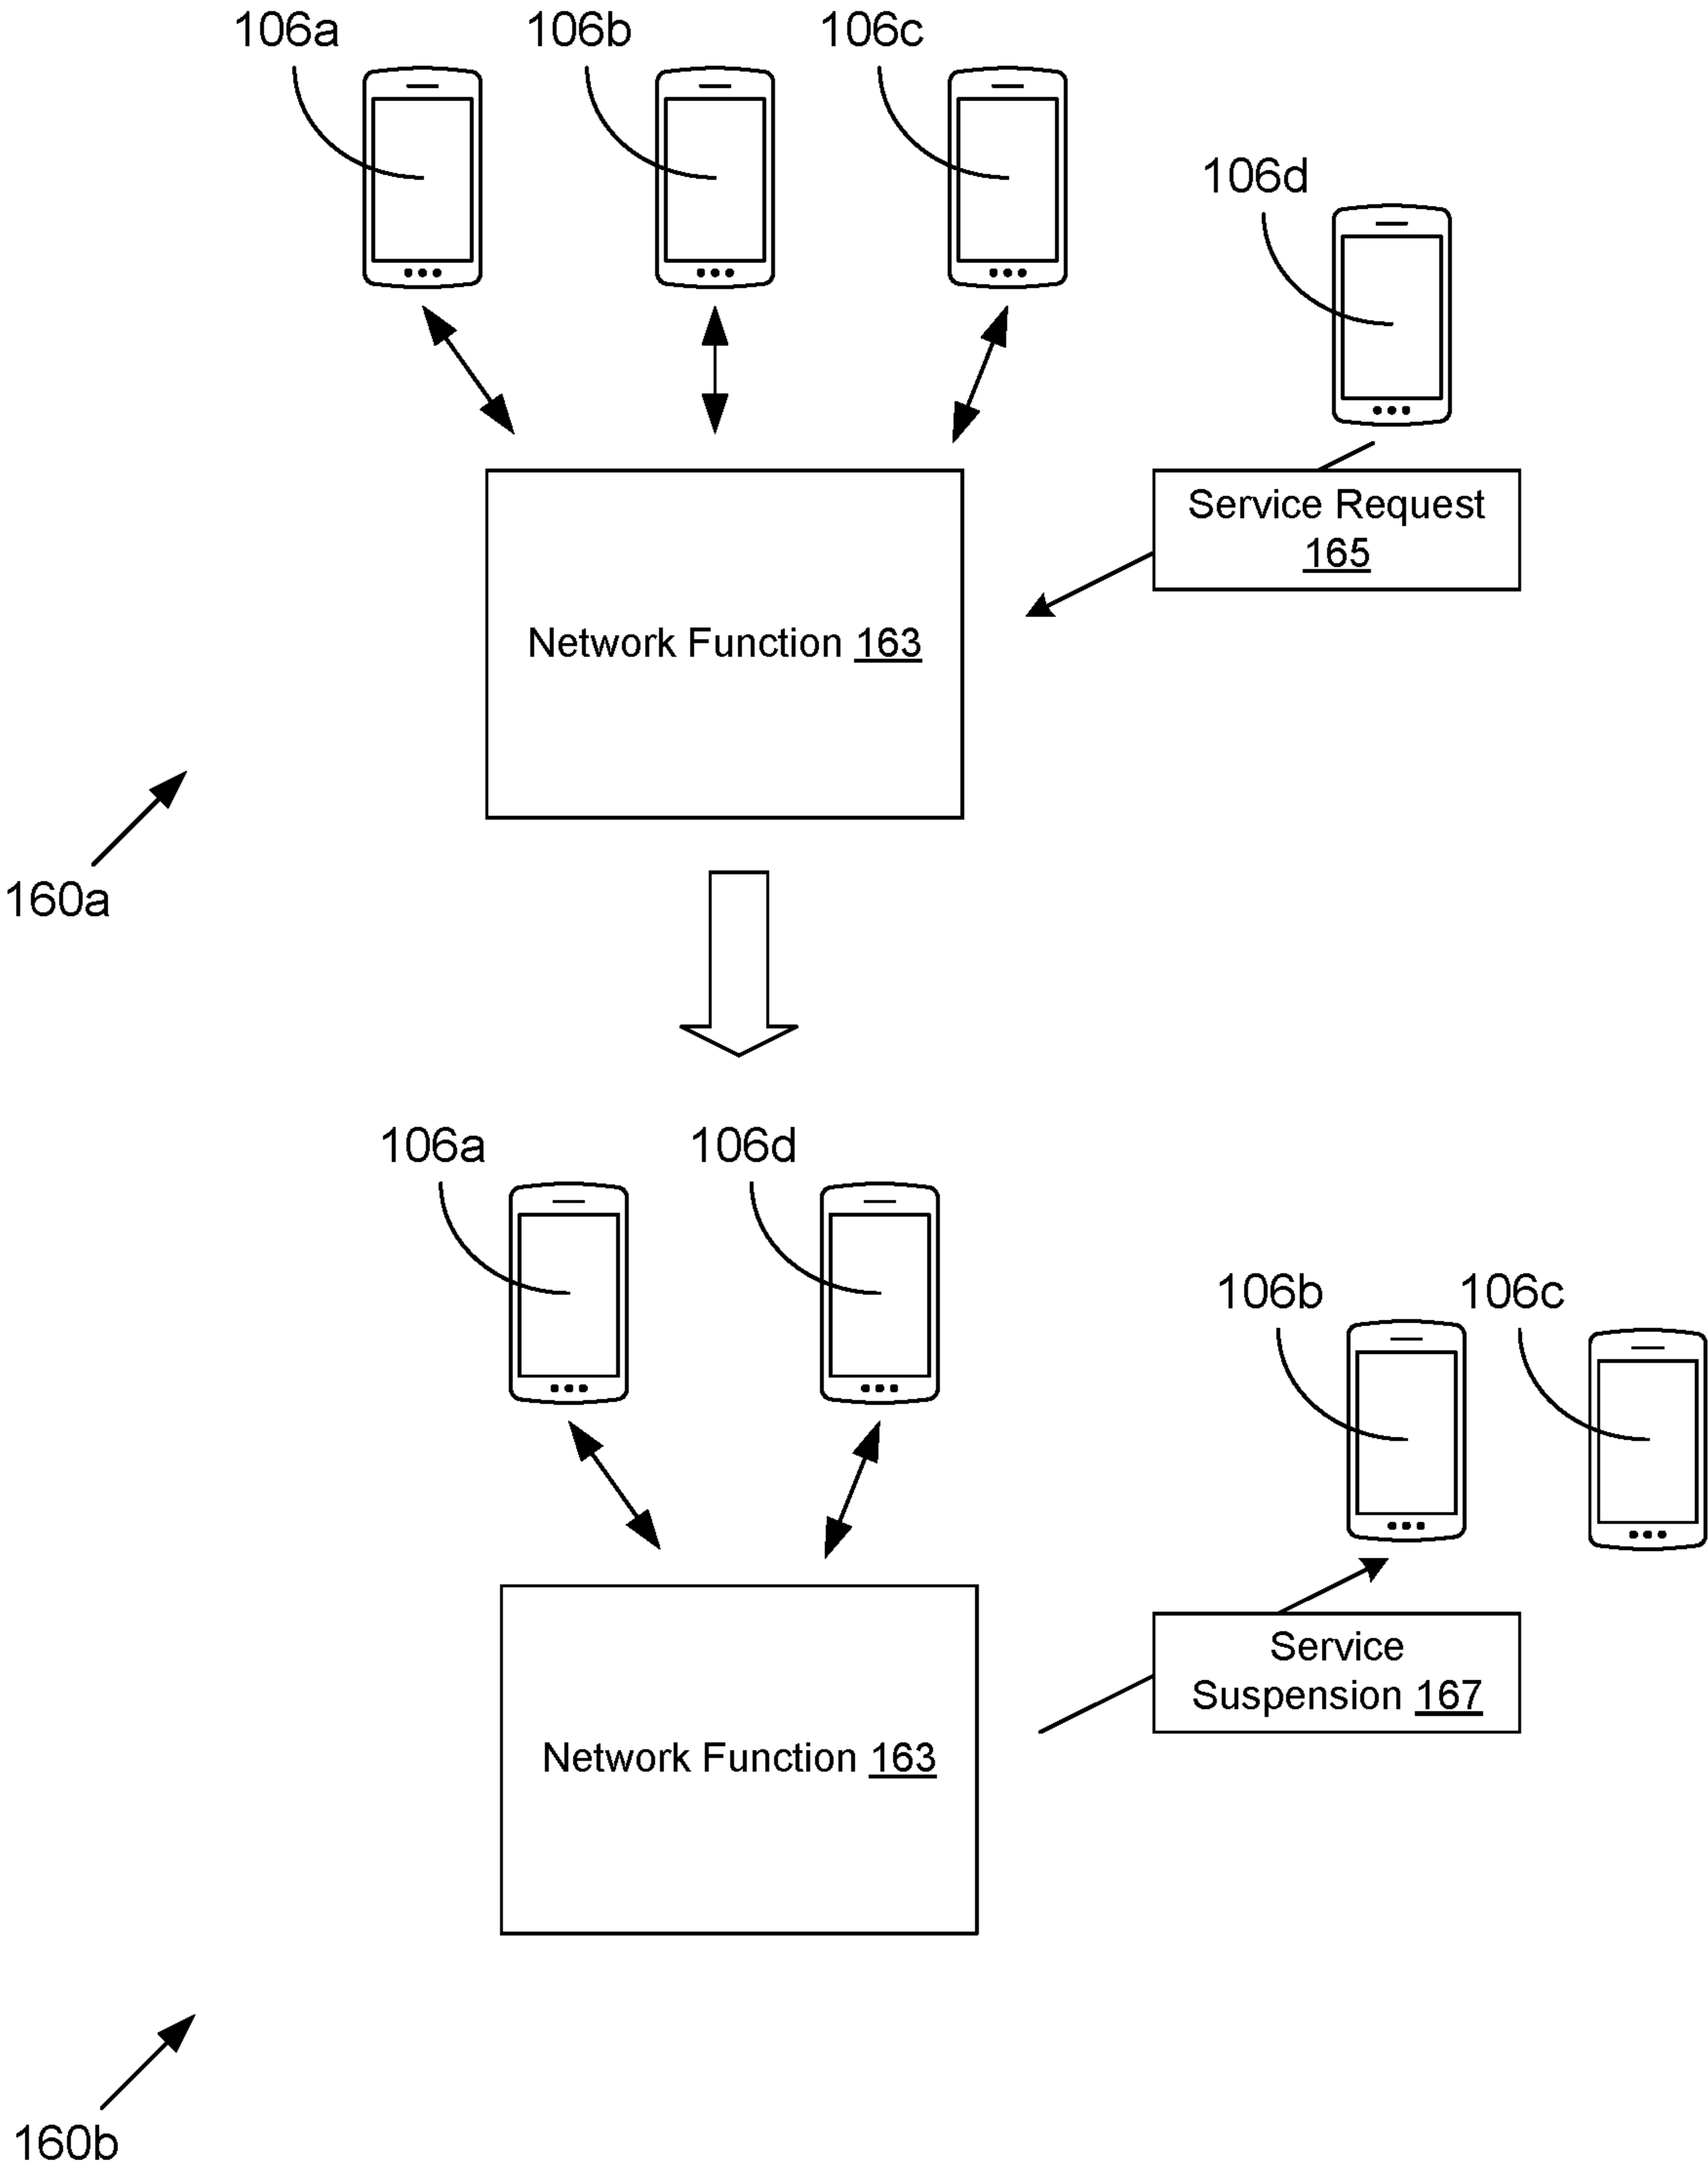 106a
106b
106c
106d
Service Request
165
Network Function 163
160a
106a
106d
106b
106c
Service
Suspension 167
Network Function 163
160b